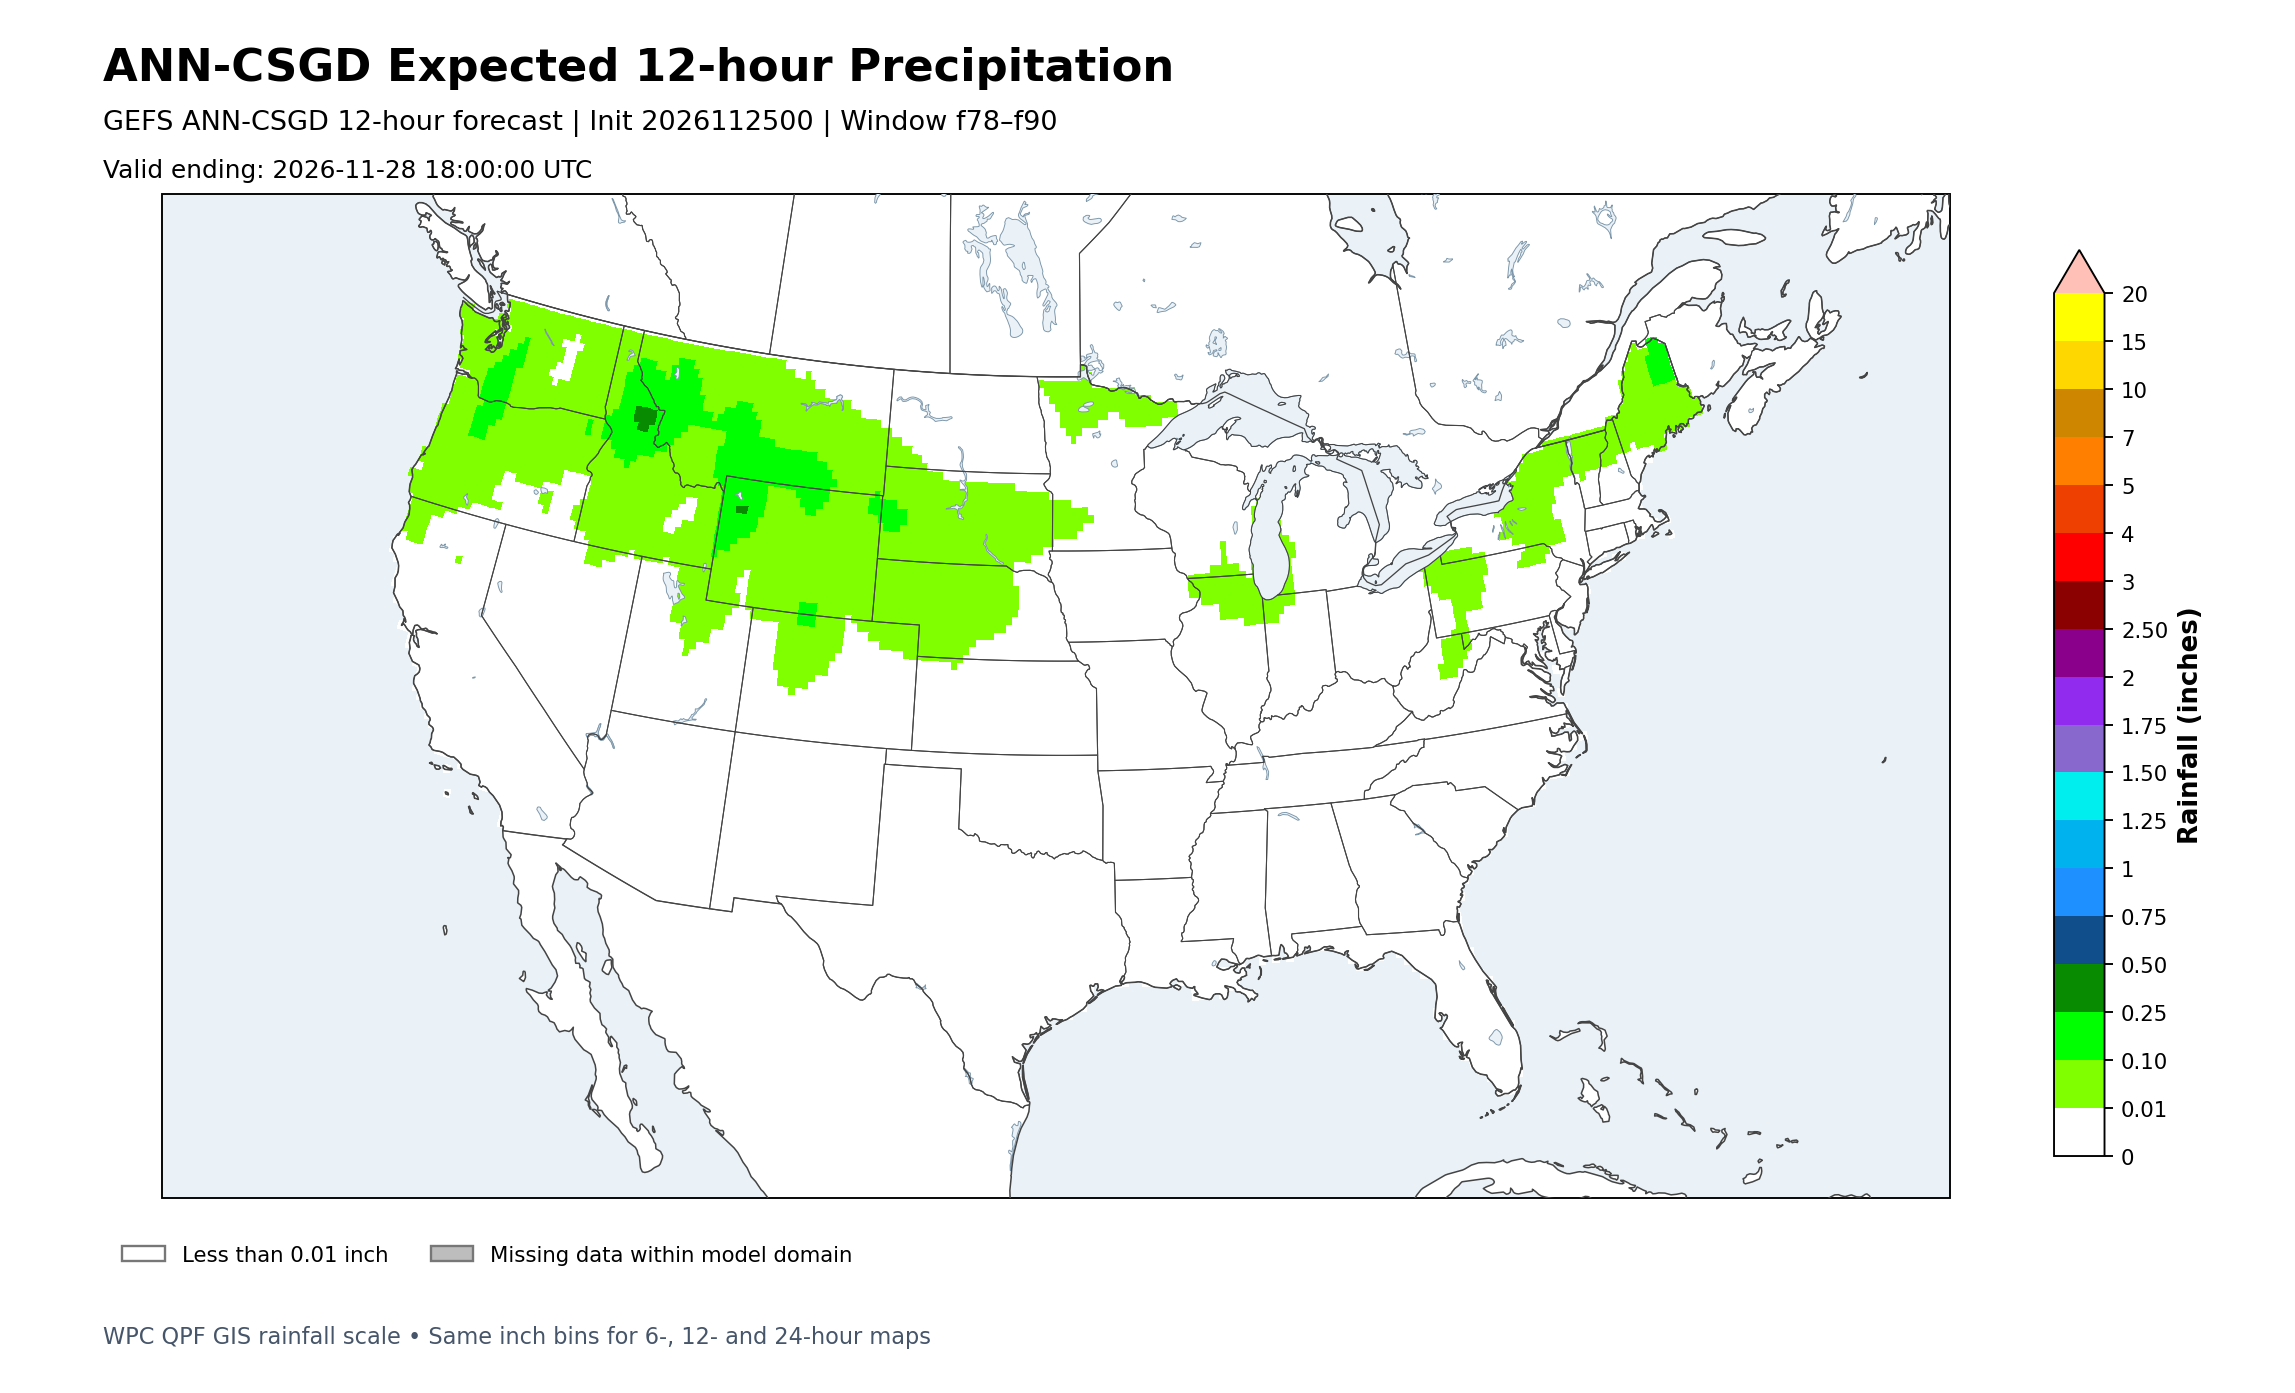 ANN-CSGD Expected 12-hour Precipitation
GEFS ANN-CSGD 12-hour forecast | Init 2026112500 | Window f78–f90
Valid ending: 2026-11-28 18:00:00 UTC
20
15
10
7
5
4
3
2.50
2
1.75
1.50
1.25
1
0.75
0.50
0.25
0.10
0.01
0
Rainfall (inches)
Less than 0.01 inch
Missing data within model domain
WPC QPF GIS rainfall scale • Same inch bins for 6-, 12- and 24-hour maps